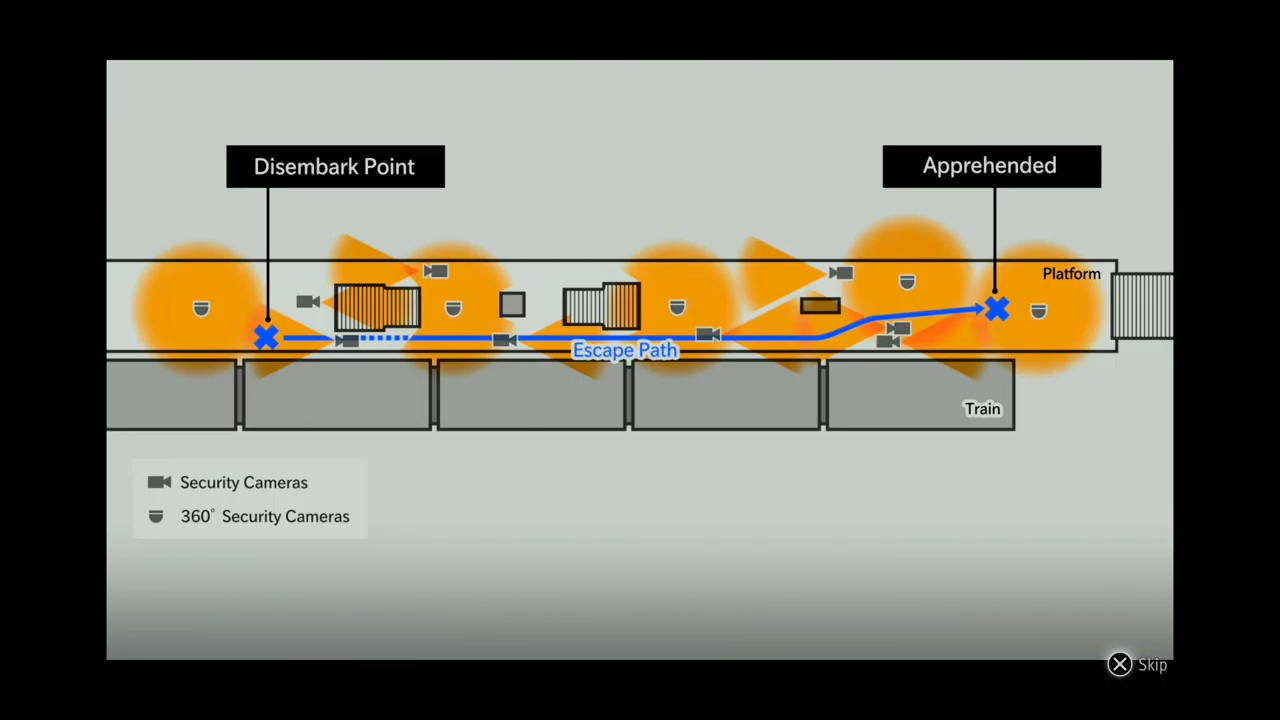 Disembark Point
Apprehended
Platform
Escape Path
Train
Security Cameras
360° Security Cameras
Skip